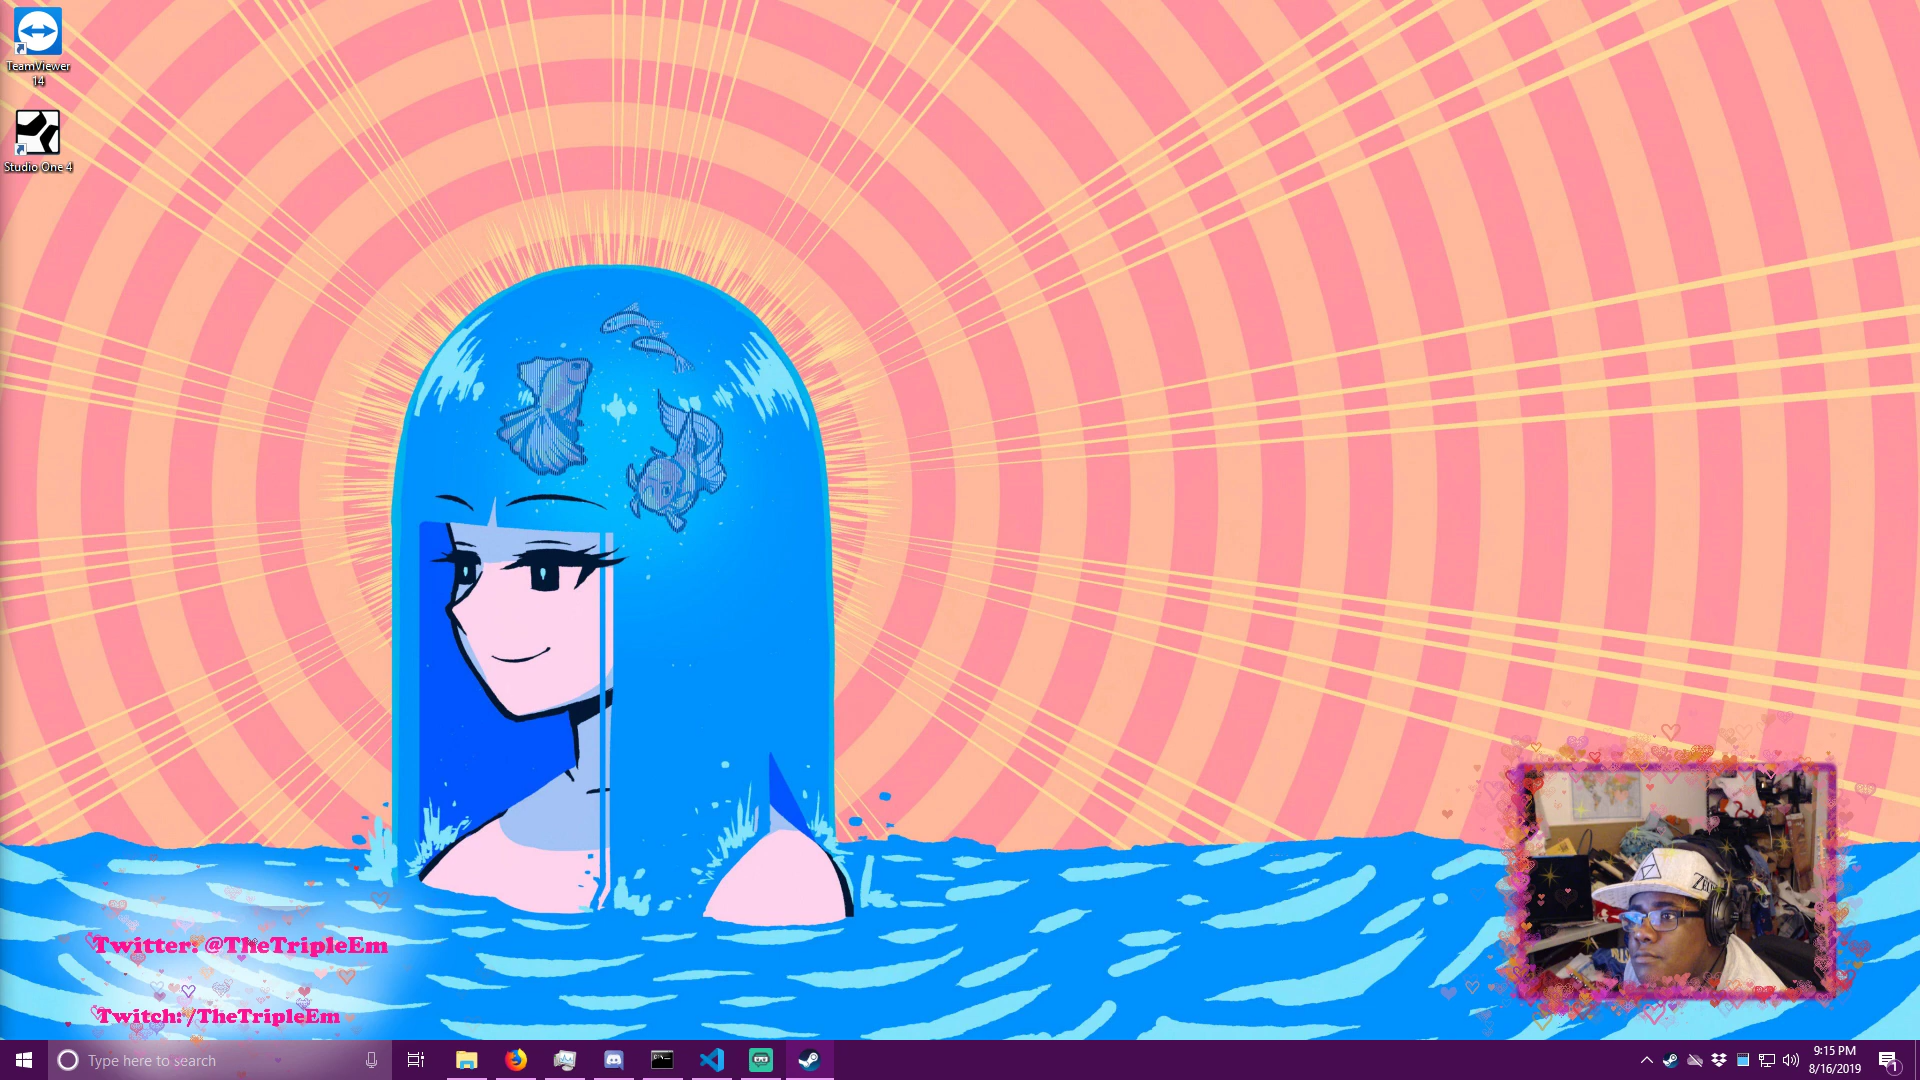 TeamViewer
14
Studio One 4
Twitter: @TheTripleEm
Twitch:/TheTripleEm
Type here to search
9:15 PM
8/16/2019
1